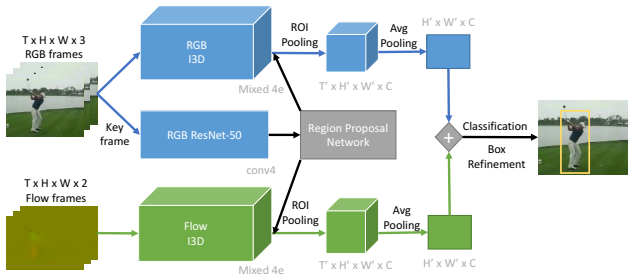 T x H x W x 3
RGB frames
RGB
I3D
Mixed 4e
ROI
Pooling
T' x H' x W' x C
Avg
Pooling
H' x W' x C
Key
frame
RGB ResNet-50
conv4
Region Proposal
Network
+
Classification
Box
Refinement
T x H x W x 2
Flow frames
Flow
I3D
Mixed 4e
ROI
Pooling
T' x H' x W' x C
Avg
Pooling
H' x W' x C